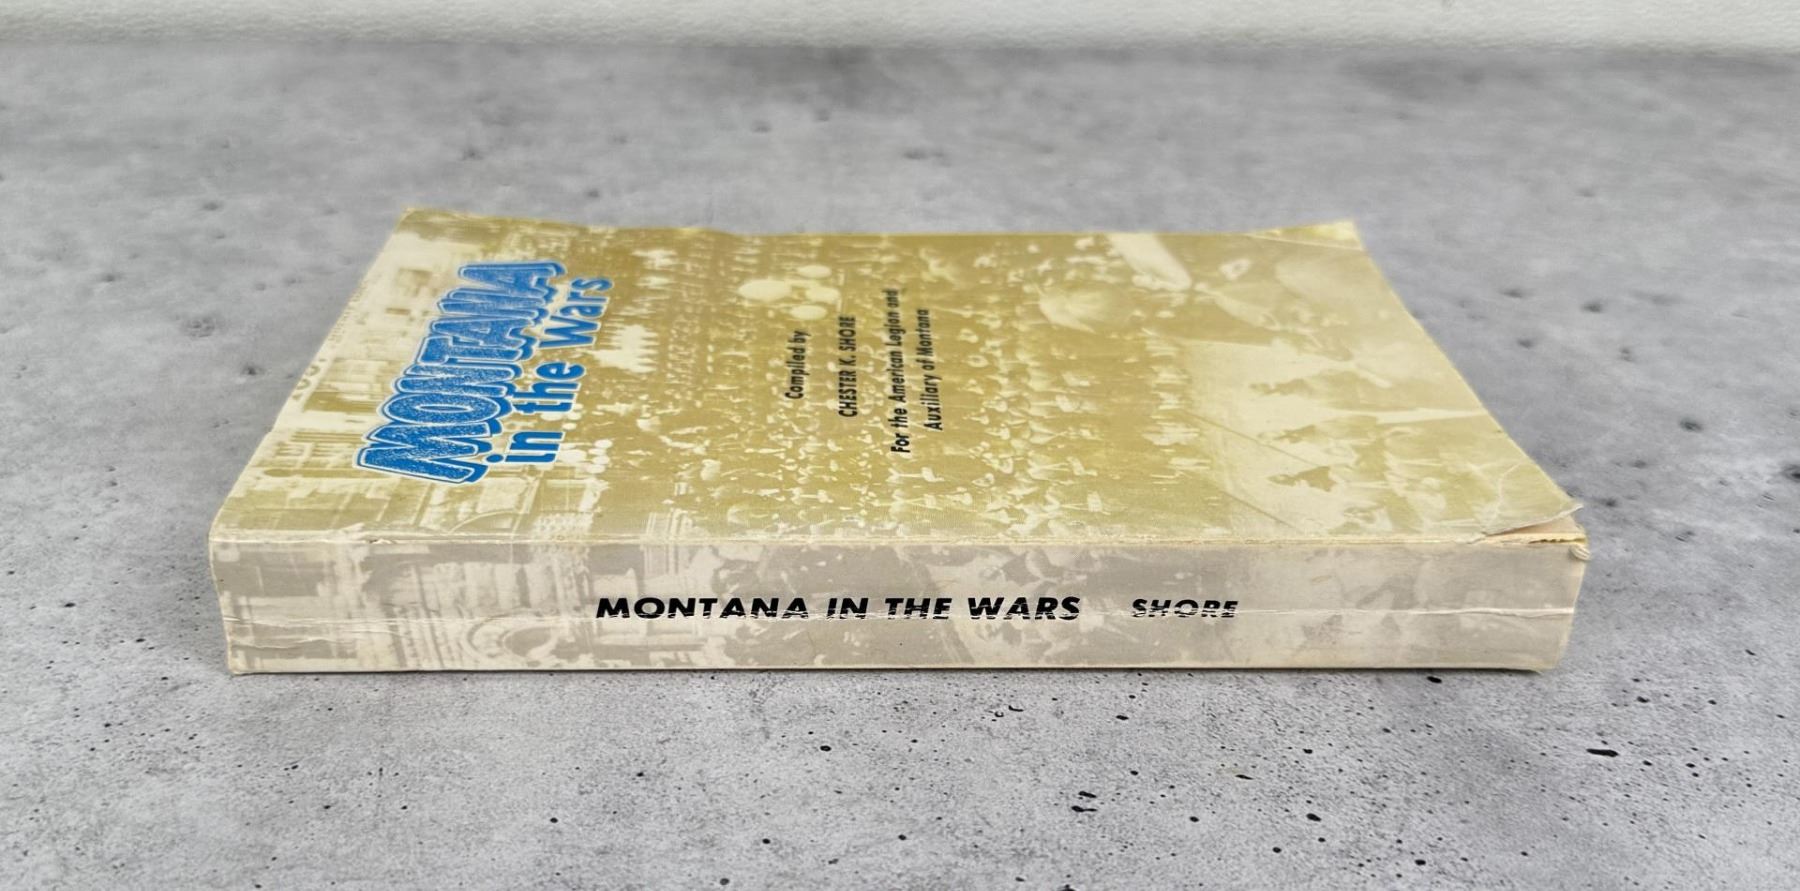 MONTANA
in the Wars
Compiled by
CHESTER K. SHORE
For the American Legion and
Auxiliary of Montana
MONTANA IN THE WARS SHORE